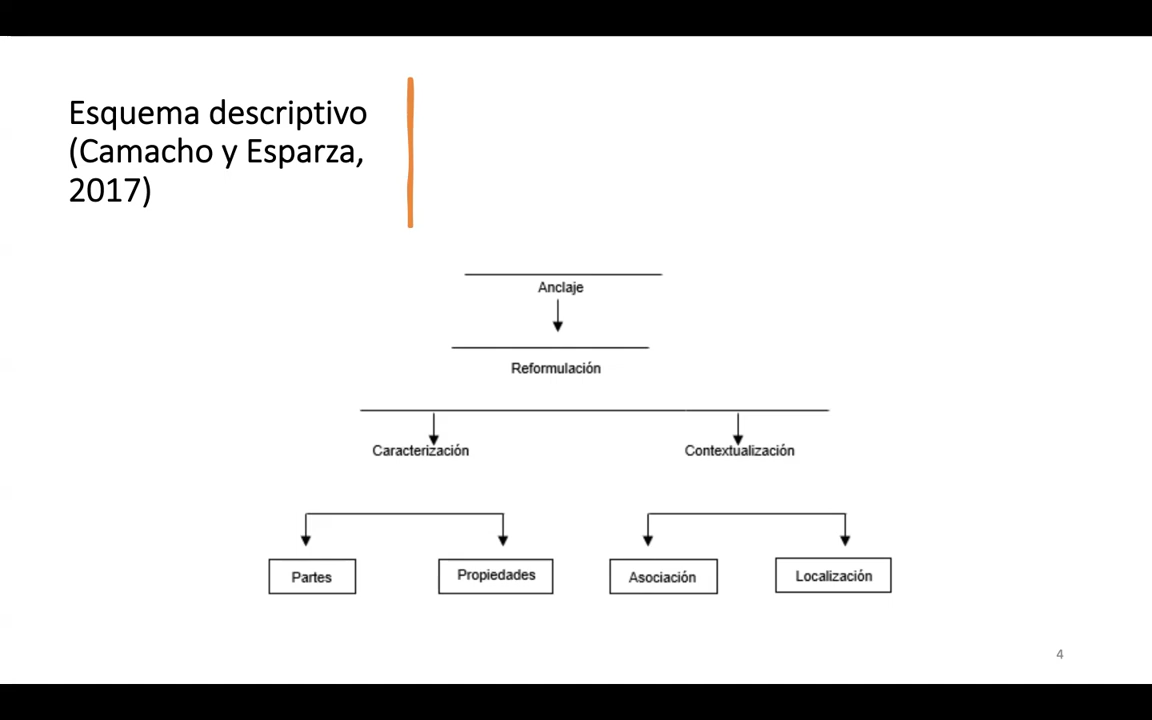 Esquema descriptivo
(Camacho y Esparza,
2017)
Anclaje
Reformulación
Caracterización
Contextualización
Partes
Propiedades
Asociación
Localización
4